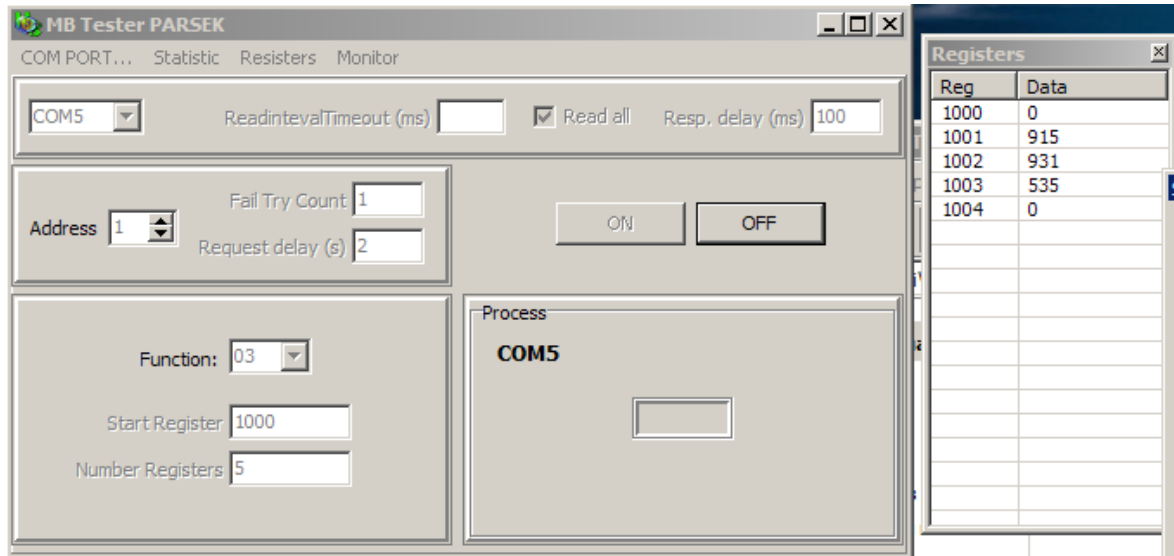 MB Tester PARSEK
COM PORT... Statistic Resisters Monitor
COM5 ReadintevalTimeout (ms) Read all Resp. delay (ms) 100
Fail Try Count 1
Address 1
Request delay (s) 2
ON OFF
Function: 03
Start Register 1000
Number Registers 5
Process
COM5
Registers
Reg Data
1000 0
1001 915
1002 931
1003 535
1004 0